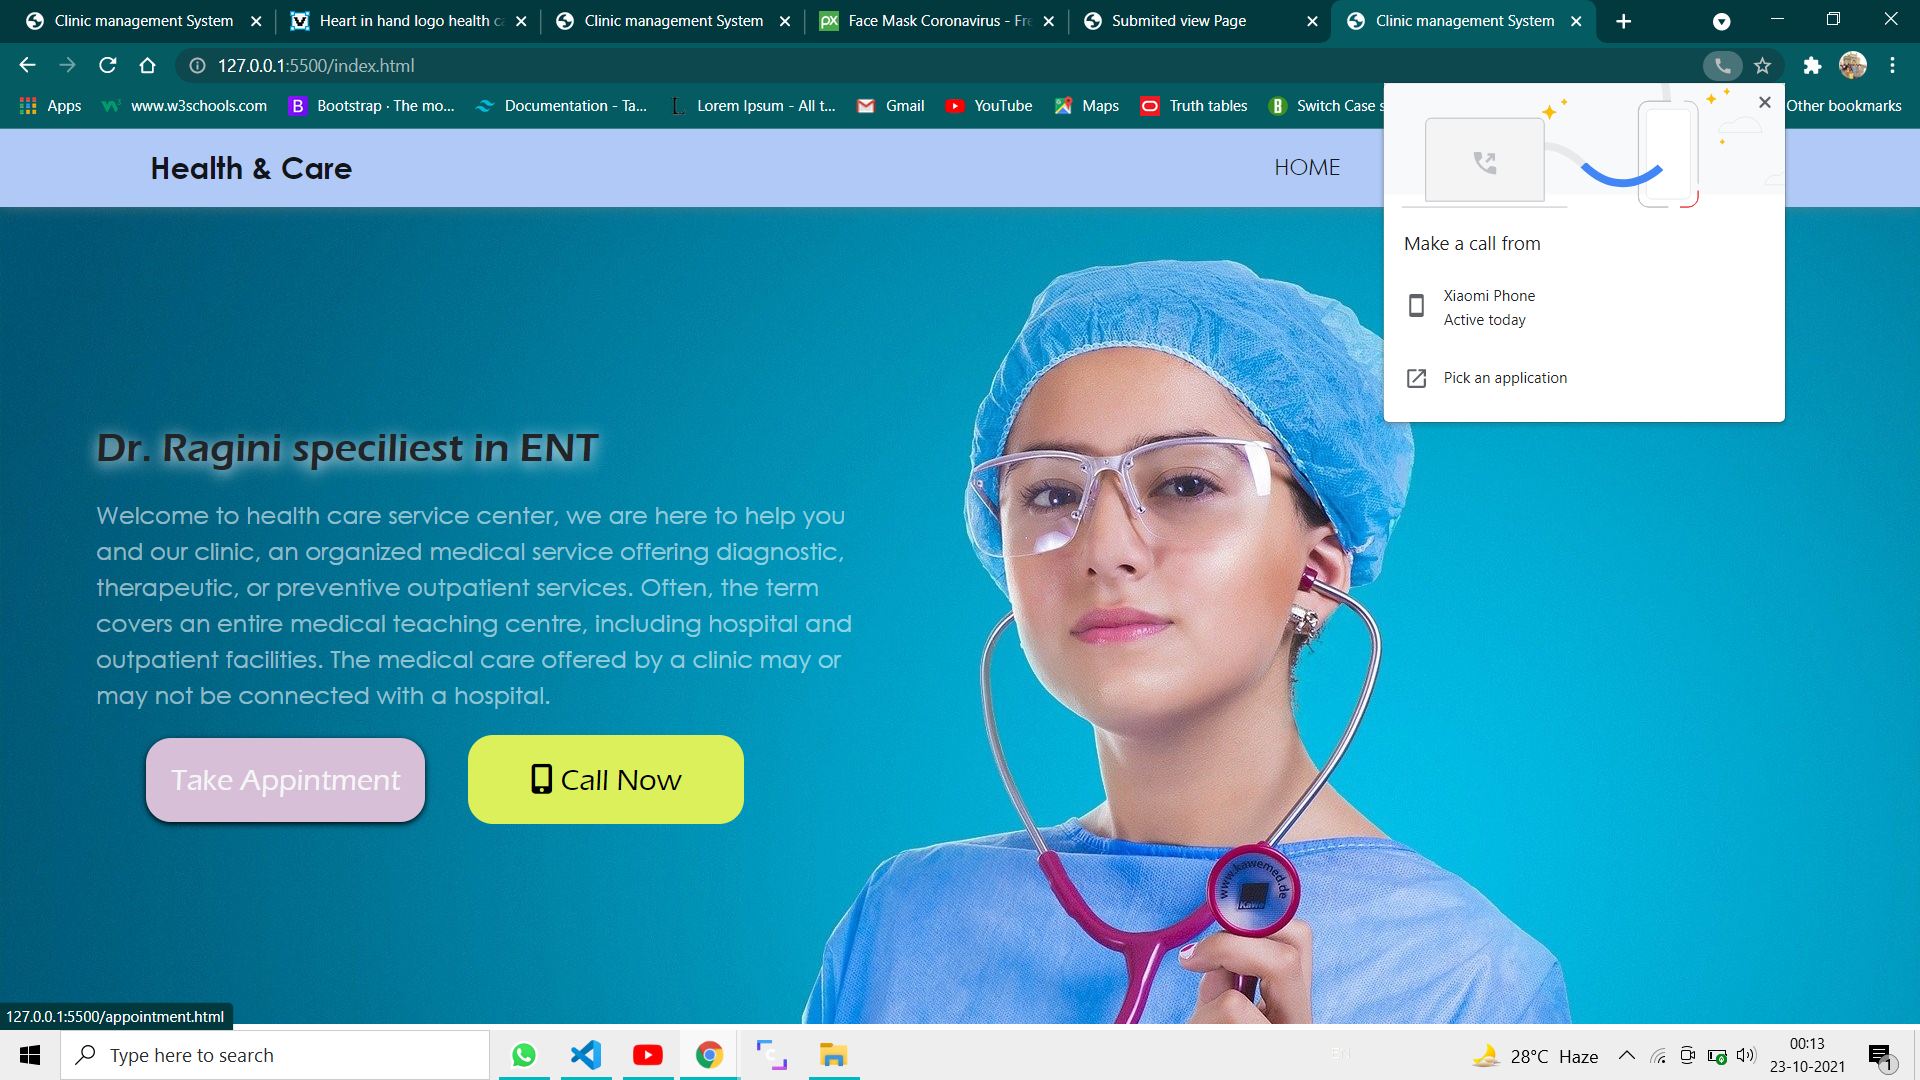 Clinic management System
Heart in hand logo health c
Clinic management System
Face Mask Coronavirus - Fre
Submited view Page
Clinic management System
127.0.0.1:5500/index.html
Apps
www.w3schools.com
Bootstrap · The mo...
Documentation - Ta...
Lorem Ipsum - All t...
Gmail
YouTube
Maps
Truth tables
Switch Case s
Other bookmarks
Health & Care
HOME
Make a call from
Xiaomi Phone
Active today
Pick an application
Dr. Ragini speciliest in ENT
Welcome to health care service center, we are here to help you
and our clinic, an organized medical service offering diagnostic,
therapeutic, or preventive outpatient services. Often, the term
covers an entire medical teaching centre, including hospital and
outpatient facilities. The medical care offered by a clinic may or
may not be connected with a hospital.
Take Appintment
Call Now
www.kawemed.de
Kawe
127.0.0.1:5500/appointment.html
Type here to search
28°C Haze
00:13
23-10-2021
1